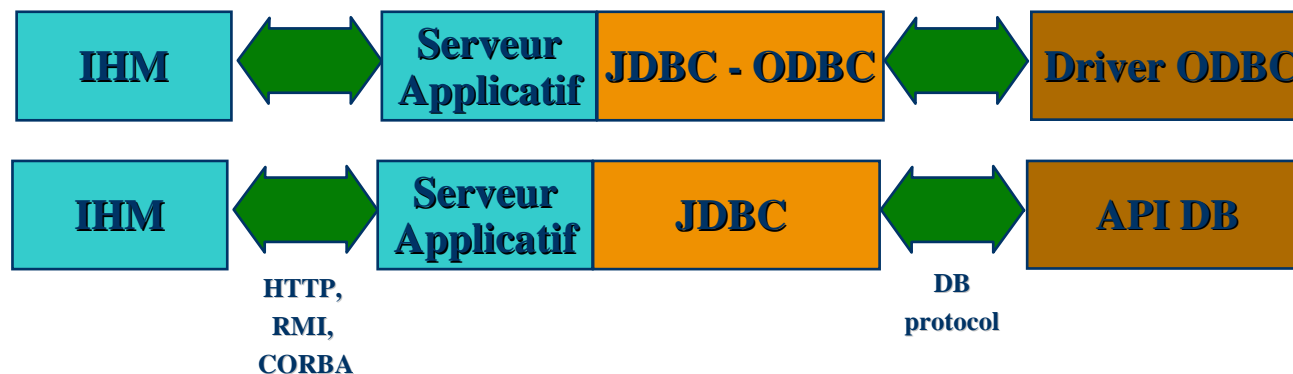 IHM
Serveur
Applicatif
JDBC - ODBC
Driver ODBC
IHM
Serveur
Applicatif
JDBC
API DB
HTTP,
RMI,
CORBA
DB
protocol